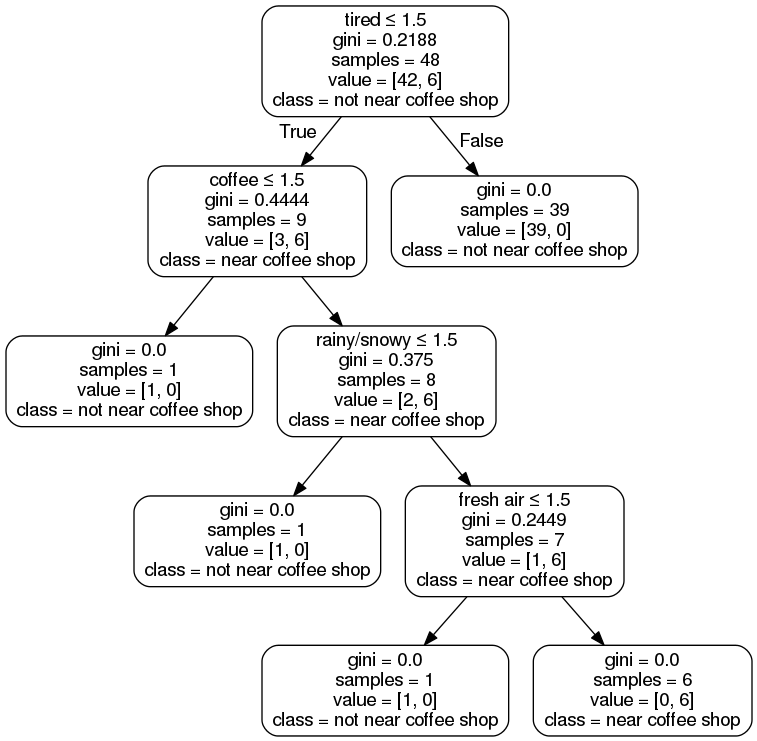 tired ≤ 1.5
gini = 0.2188
samples = 48
value = [42, 6]
class = not near coffee shop
True
False
coffee ≤ 1.5
gini = 0.4444
samples = 9
value = [3, 6]
class = near coffee shop
gini = 0.0
samples = 39
value = [39, 0]
class = not near coffee shop
gini = 0.0
samples = 1
value = [1, 0]
class = not near coffee shop
rainy/snowy ≤ 1.5
gini = 0.375
samples = 8
value = [2, 6]
class = near coffee shop
gini = 0.0
samples = 1
value = [1, 0]
class = not near coffee shop
fresh air ≤ 1.5
gini = 0.2449
samples = 7
value = [1, 6]
class = near coffee shop
gini = 0.0
samples = 1
value = [1, 0]
class = not near coffee shop
gini = 0.0
samples = 6
value = [0, 6]
class = near coffee shop